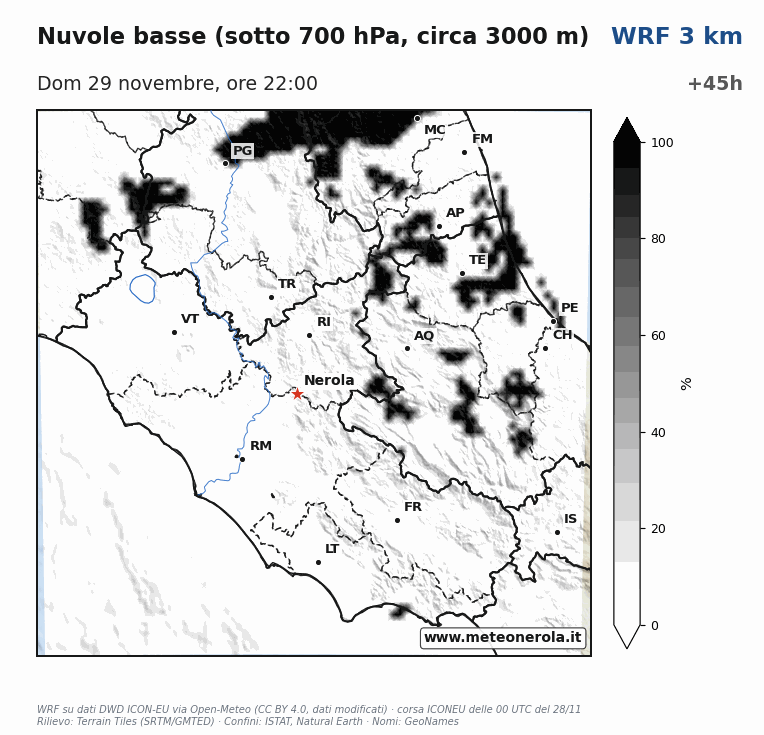 Nuvole basse (sotto 700 hPa, circa 3000 m) WRF 3 km
Dom 29 novembre, ore 22:00 +45h
MC
FM
PG
AP
TE
TR
PE
VT
RI
AQ
CH
Nerola
RM
FR
IS
LT
www.meteonerola.it
100
80
60
40
20
0
%
WRF su dati DWD ICON-EU via Open-Meteo (CC BY 4.0, dati modificati) · corsa ICONEU delle 00 UTC del 28/11
Rilievo: Terrain Tiles (SRTM/GMTED) · Confini: ISTAT, Natural Earth · Nomi: GeoNames